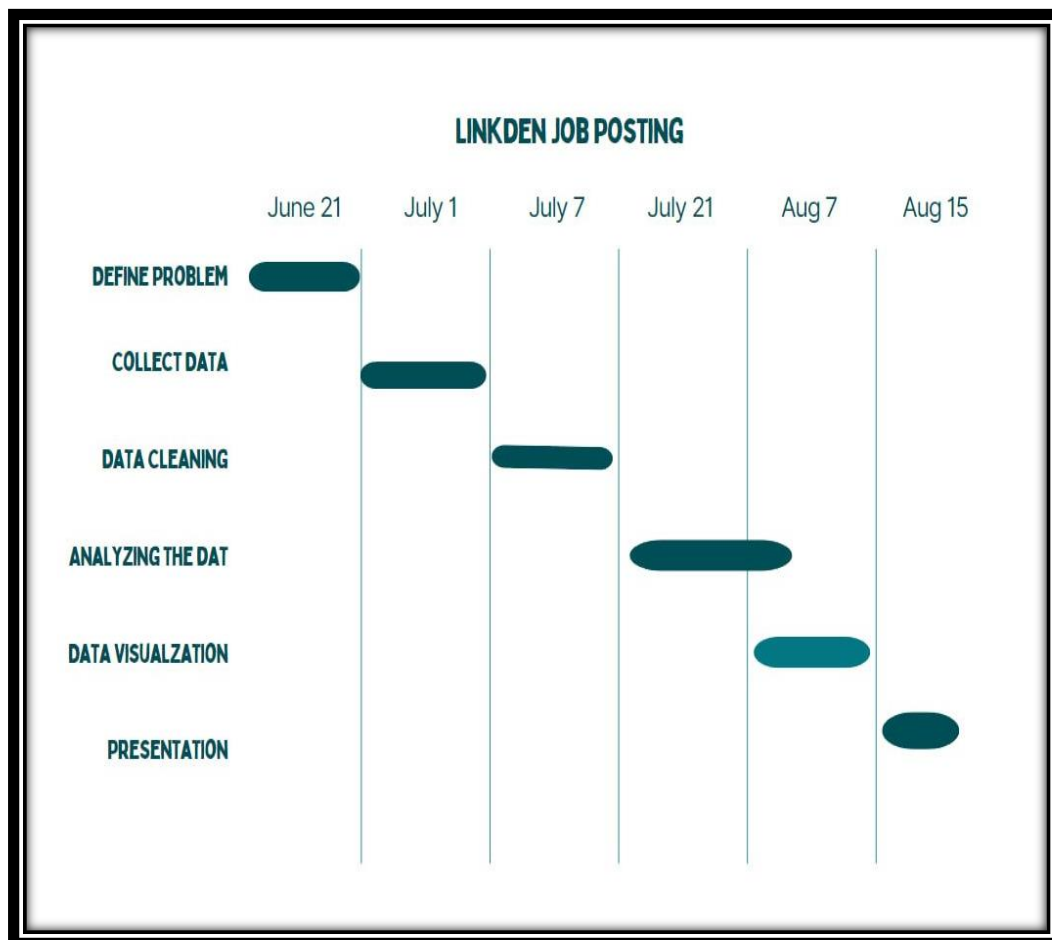 LINKDEN JOB POSTING
June 21 July 1 July 7 July 21 Aug 7 Aug 15
DEFINE PROBLEM
COLLECT DATA
DATA CLEANING
ANALYZING THE DAT
DATA VISUALZATION
PRESENTATION